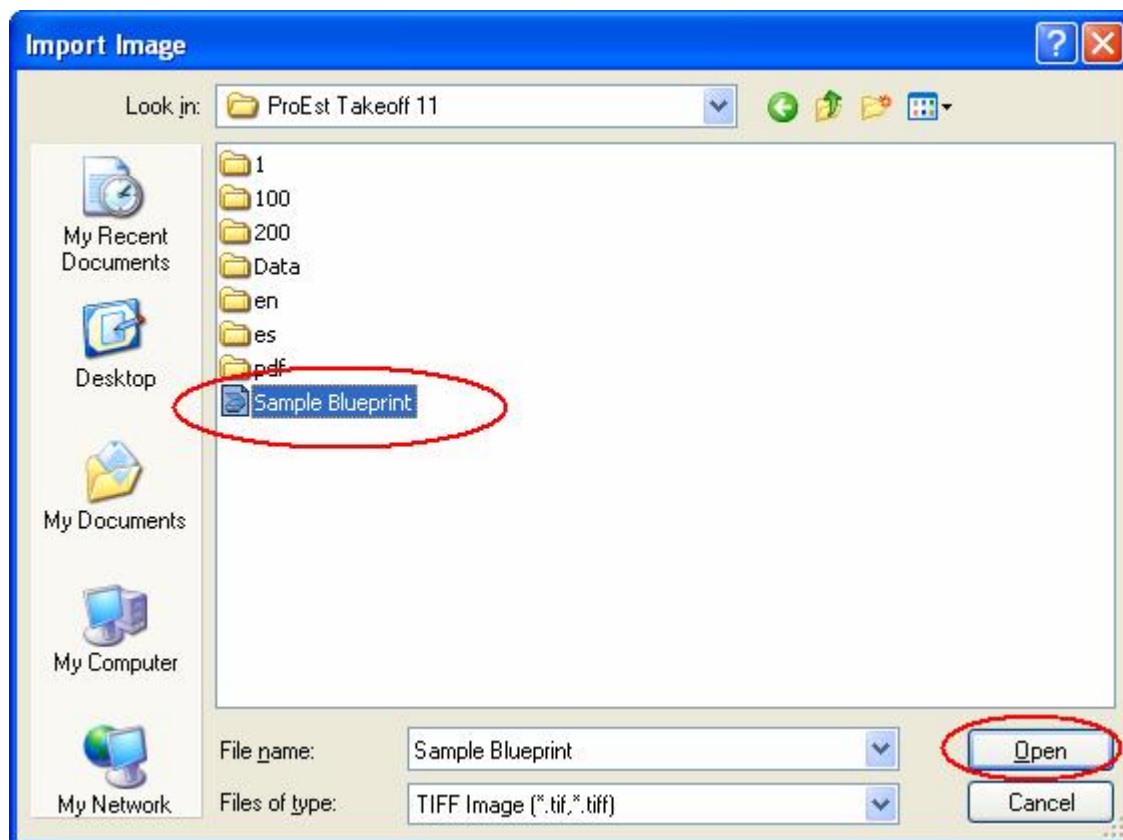 Import Image
Look in:
ProEst Takeoff 11
1
100
200
Data
en
es
pdf
Sample Blueprint
My Recent
Documents
Desktop
My Documents
My Computer
My Network
File name:
Sample Blueprint
Open
Files of type:
TIFF Image (*.tif,*.tiff)
Cancel